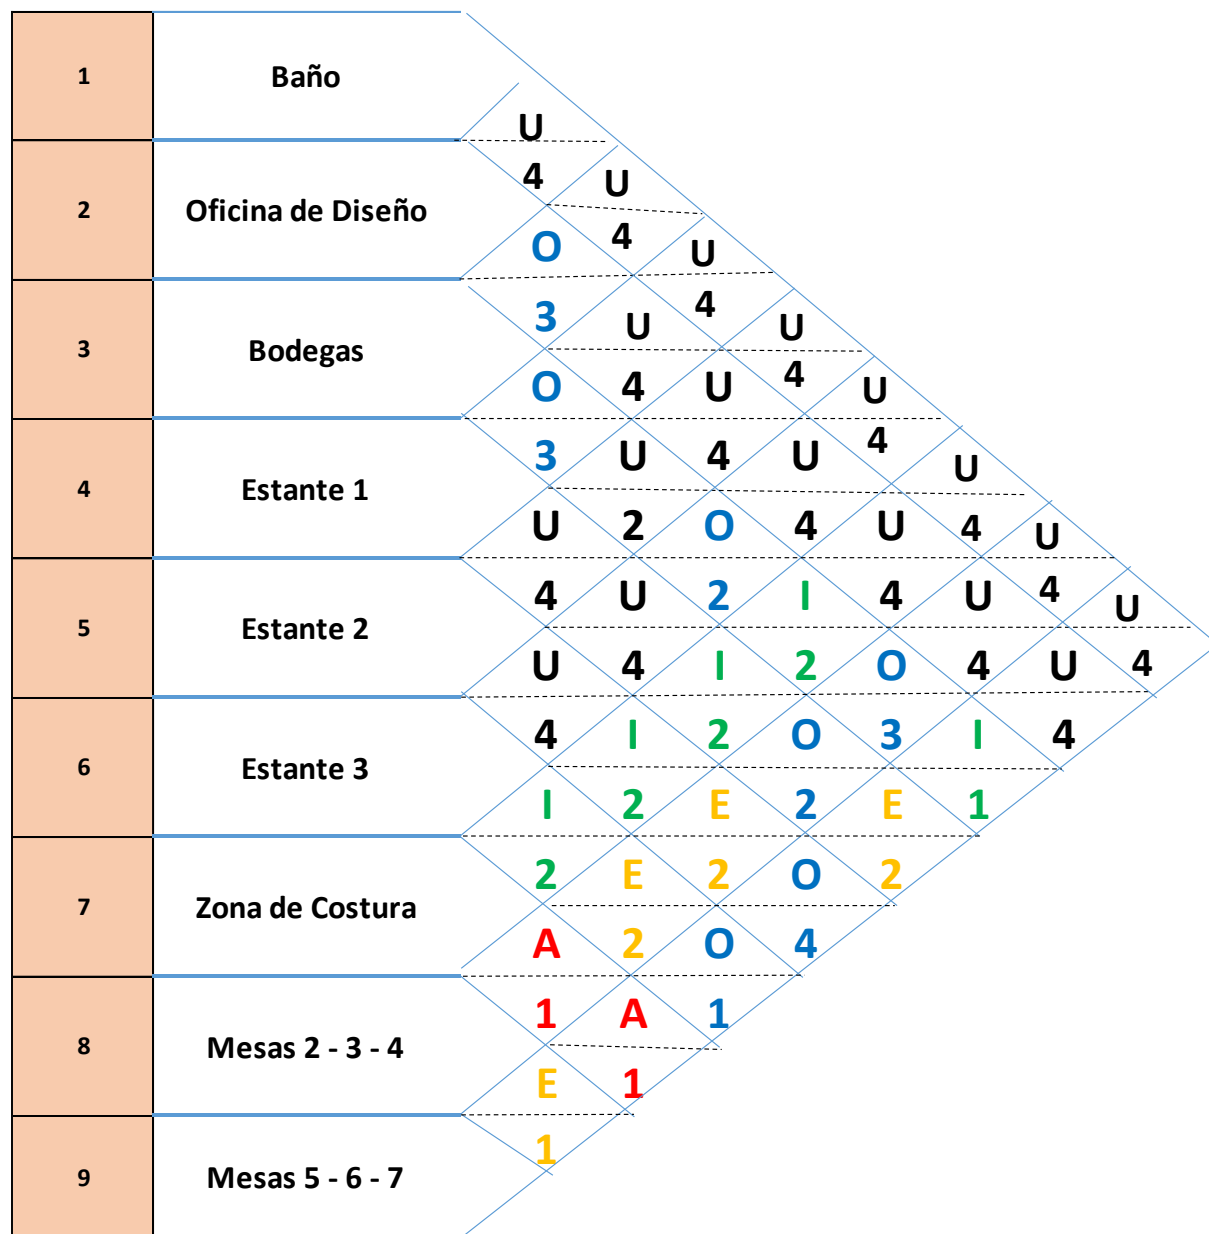 1 Baño
U
4 U
2 Oficina de Diseño
O 4 U
3 U 4 U
3 Bodegas
O 4 U 4 U
3 U 4 U 4 U
4 Estante 1
U 2 O 4 U 4 U
4 U 2 I 4 U 4 U
5 Estante 2
U 4 I 2 O 4 U 4
4 I 2 O 3 I 4
6 Estante 3
I 2 E 2 E 1
2 E 2 O 2
7 Zona de Costura
A 2 O 4
1 A 1
8 Mesas 2 - 3 - 4
E 1
1
9 Mesas 5 - 6 - 7